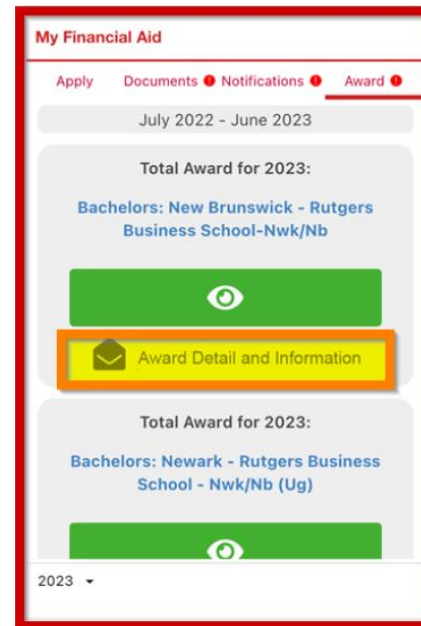 My Financial Aid
Apply Documents Notifications Award
July 2022 - June 2023
Total Award for 2023:
Bachelors: New Brunswick - Rutgers
Business School-Nwk/Nb
Award Detail and Information
Total Award for 2023:
Bachelors: Newark - Rutgers Business
School - Nwk/Nb (Ug)
2023